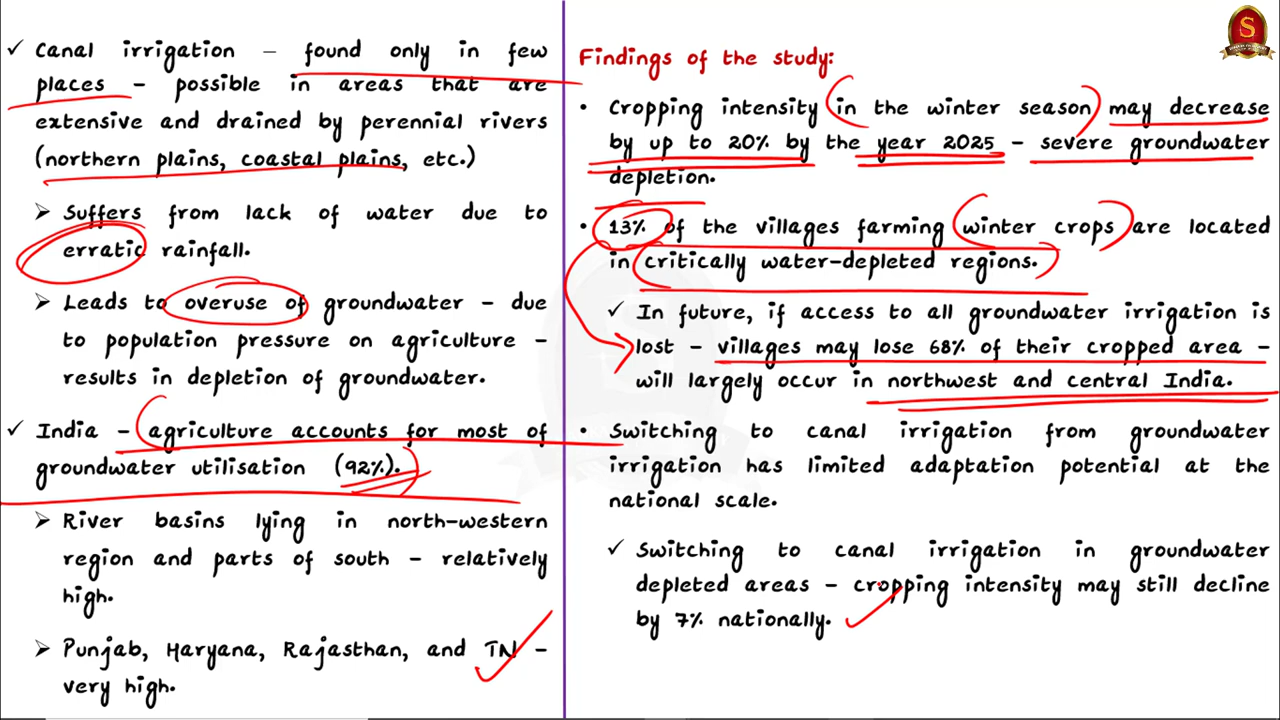 ✓ Canal irrigation – found only in few
places – possible in areas that are
extensive and drained by perennial rivers
(northern plains, coastal plains, etc.)
➢ Suffers from lack of water due to
erratic rainfall.
➢ Leads to overuse of groundwater – due
to population pressure on agriculture –
results in depletion of groundwater.
✓ India – agriculture accounts for most of
groundwater utilisation (92%).
➢ River basins lying in north-western
region and parts of south – relatively
high.
➢ Punjab, Haryana, Rajasthan, and TN –
very high.
Findings of the study:
• Cropping intensity in the winter season may decrease
by up to 20% by the year 2025 – severe groundwater
depletion.
• 13% of the villages farming winter crops are located
in critically water-depleted regions.
✓ In future, if access to all groundwater irrigation is
lost – villages may lose 68% of their cropped area –
will largely occur in northwest and central India.
• Switching to canal irrigation from groundwater
irrigation has limited adaptation potential at the
national scale.
✓ Switching to canal irrigation in groundwater
depleted areas – cropping intensity may still decline
by 7% nationally.
S